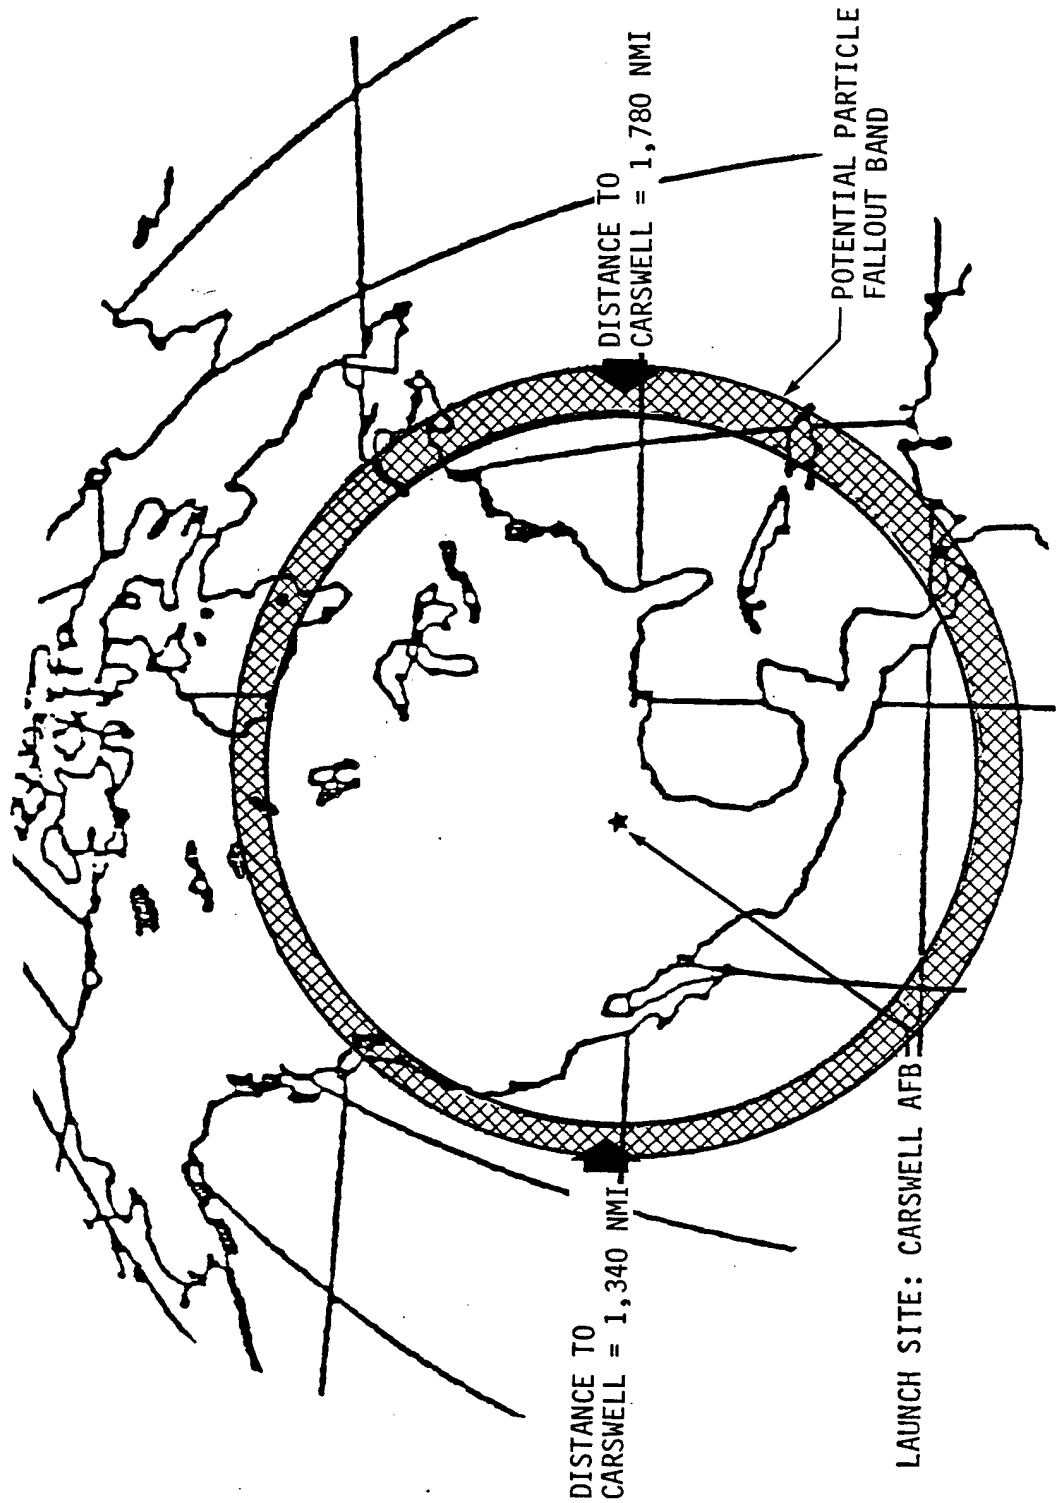 DISTANCE TO
CARSWELL = 1,340 NMI
LAUNCH SITE: CARSWELL AFB
DISTANCE TO
CARSWELL = 1,780 NMI
POTENTIAL PARTICLE
FALLOUT BAND